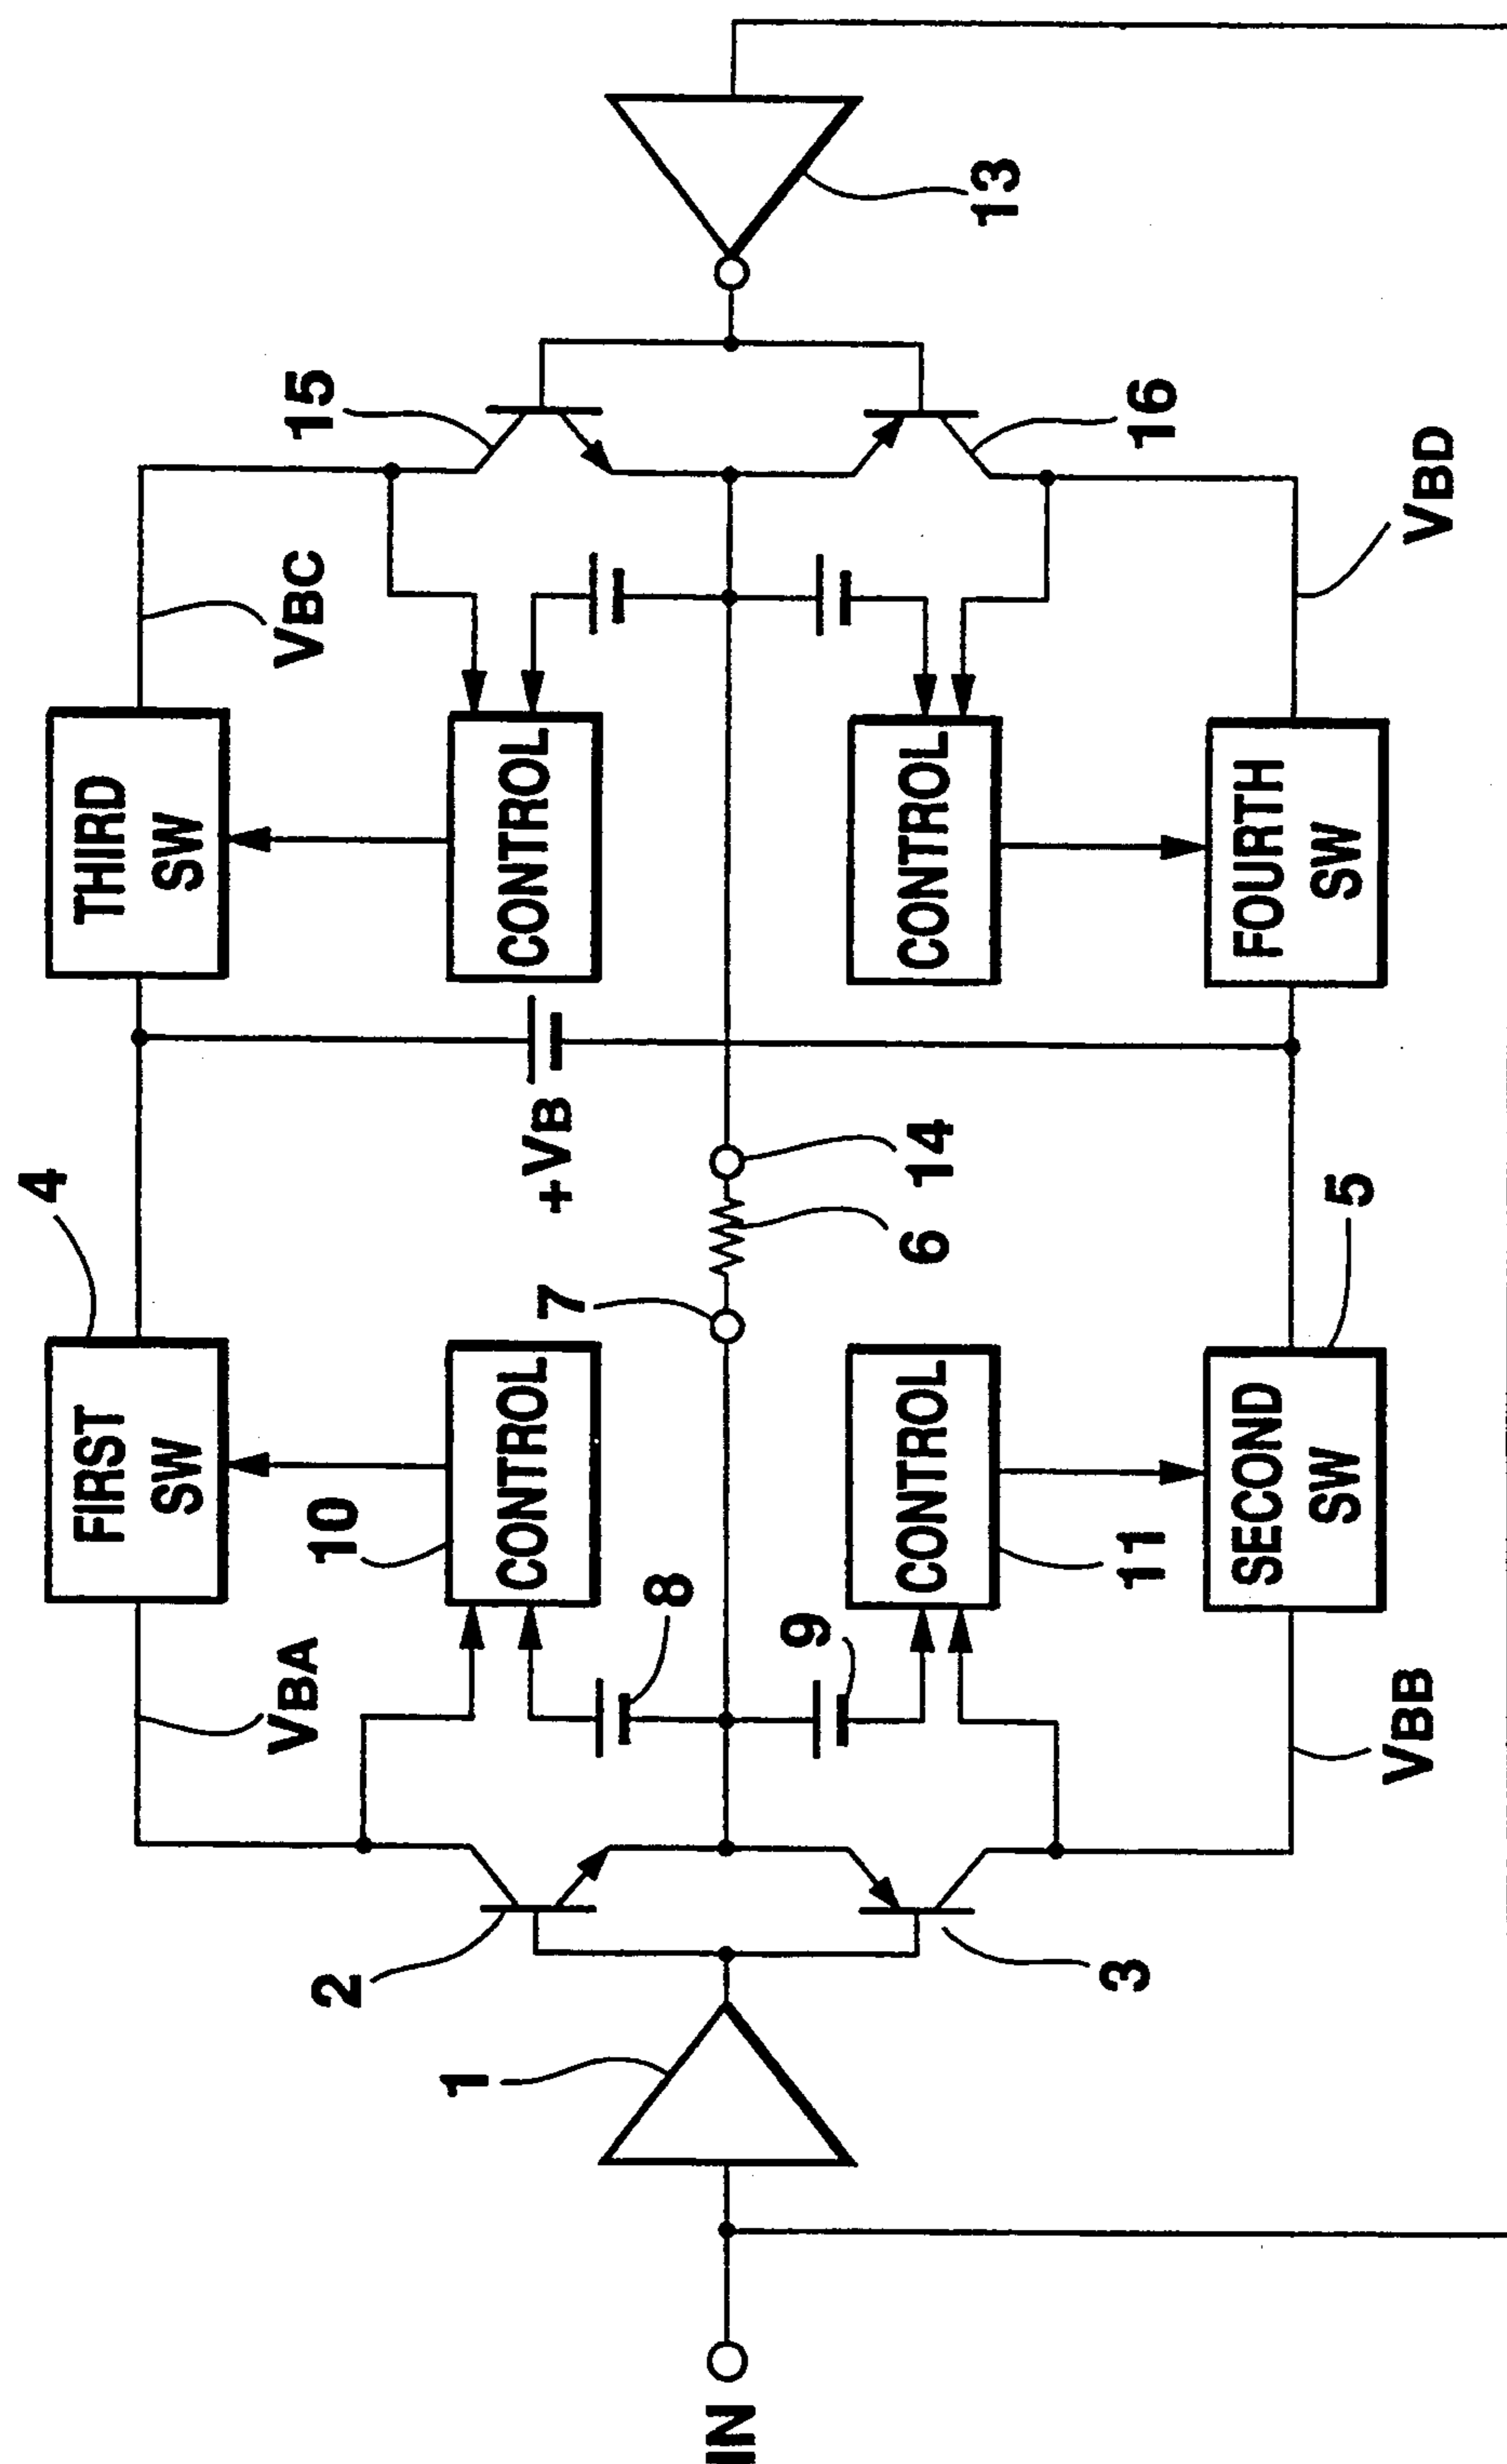 4
FIRST
SW
THIRD
SW
VBA
+VB
VBC
15
2
10
CONTROL
CONTROL
1
8
7
IN
6
14
13
9
CONTROL
CONTROL
3
11
16
SECOND
SW
5
FOURTH
SW
VBB
VBD